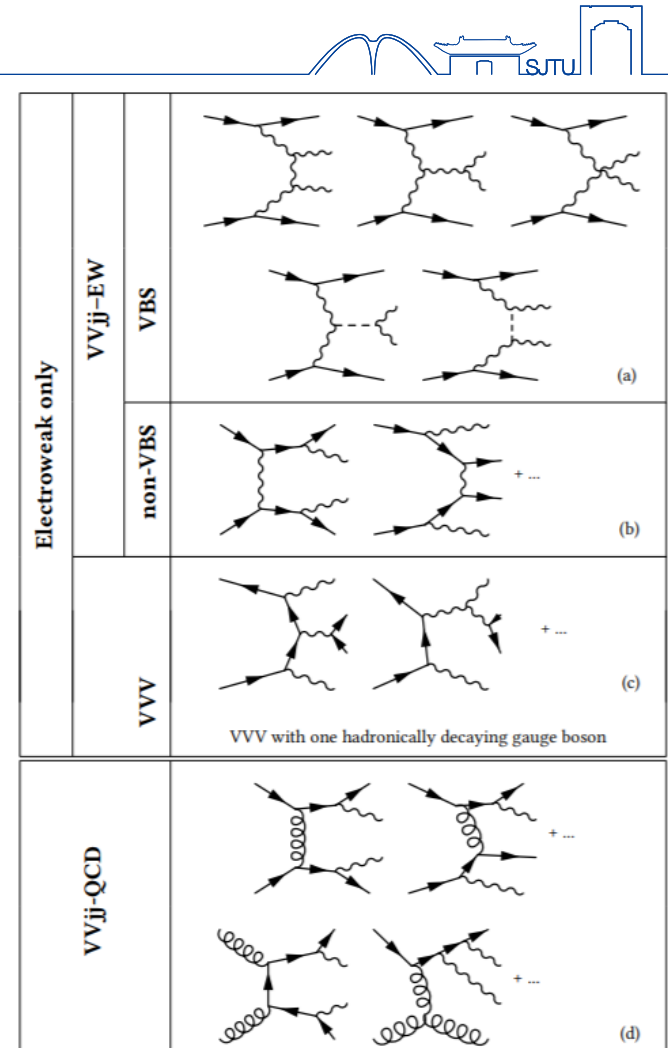 SJTU
Electroweak only
VVjj–EW
VBS
(a)
non-VBS
+ ...
(b)
VVV
+ ...
(c)
VVV with one hadronically decaying gauge boson
VVjj-QCD
+ ...
+ ...
(d)